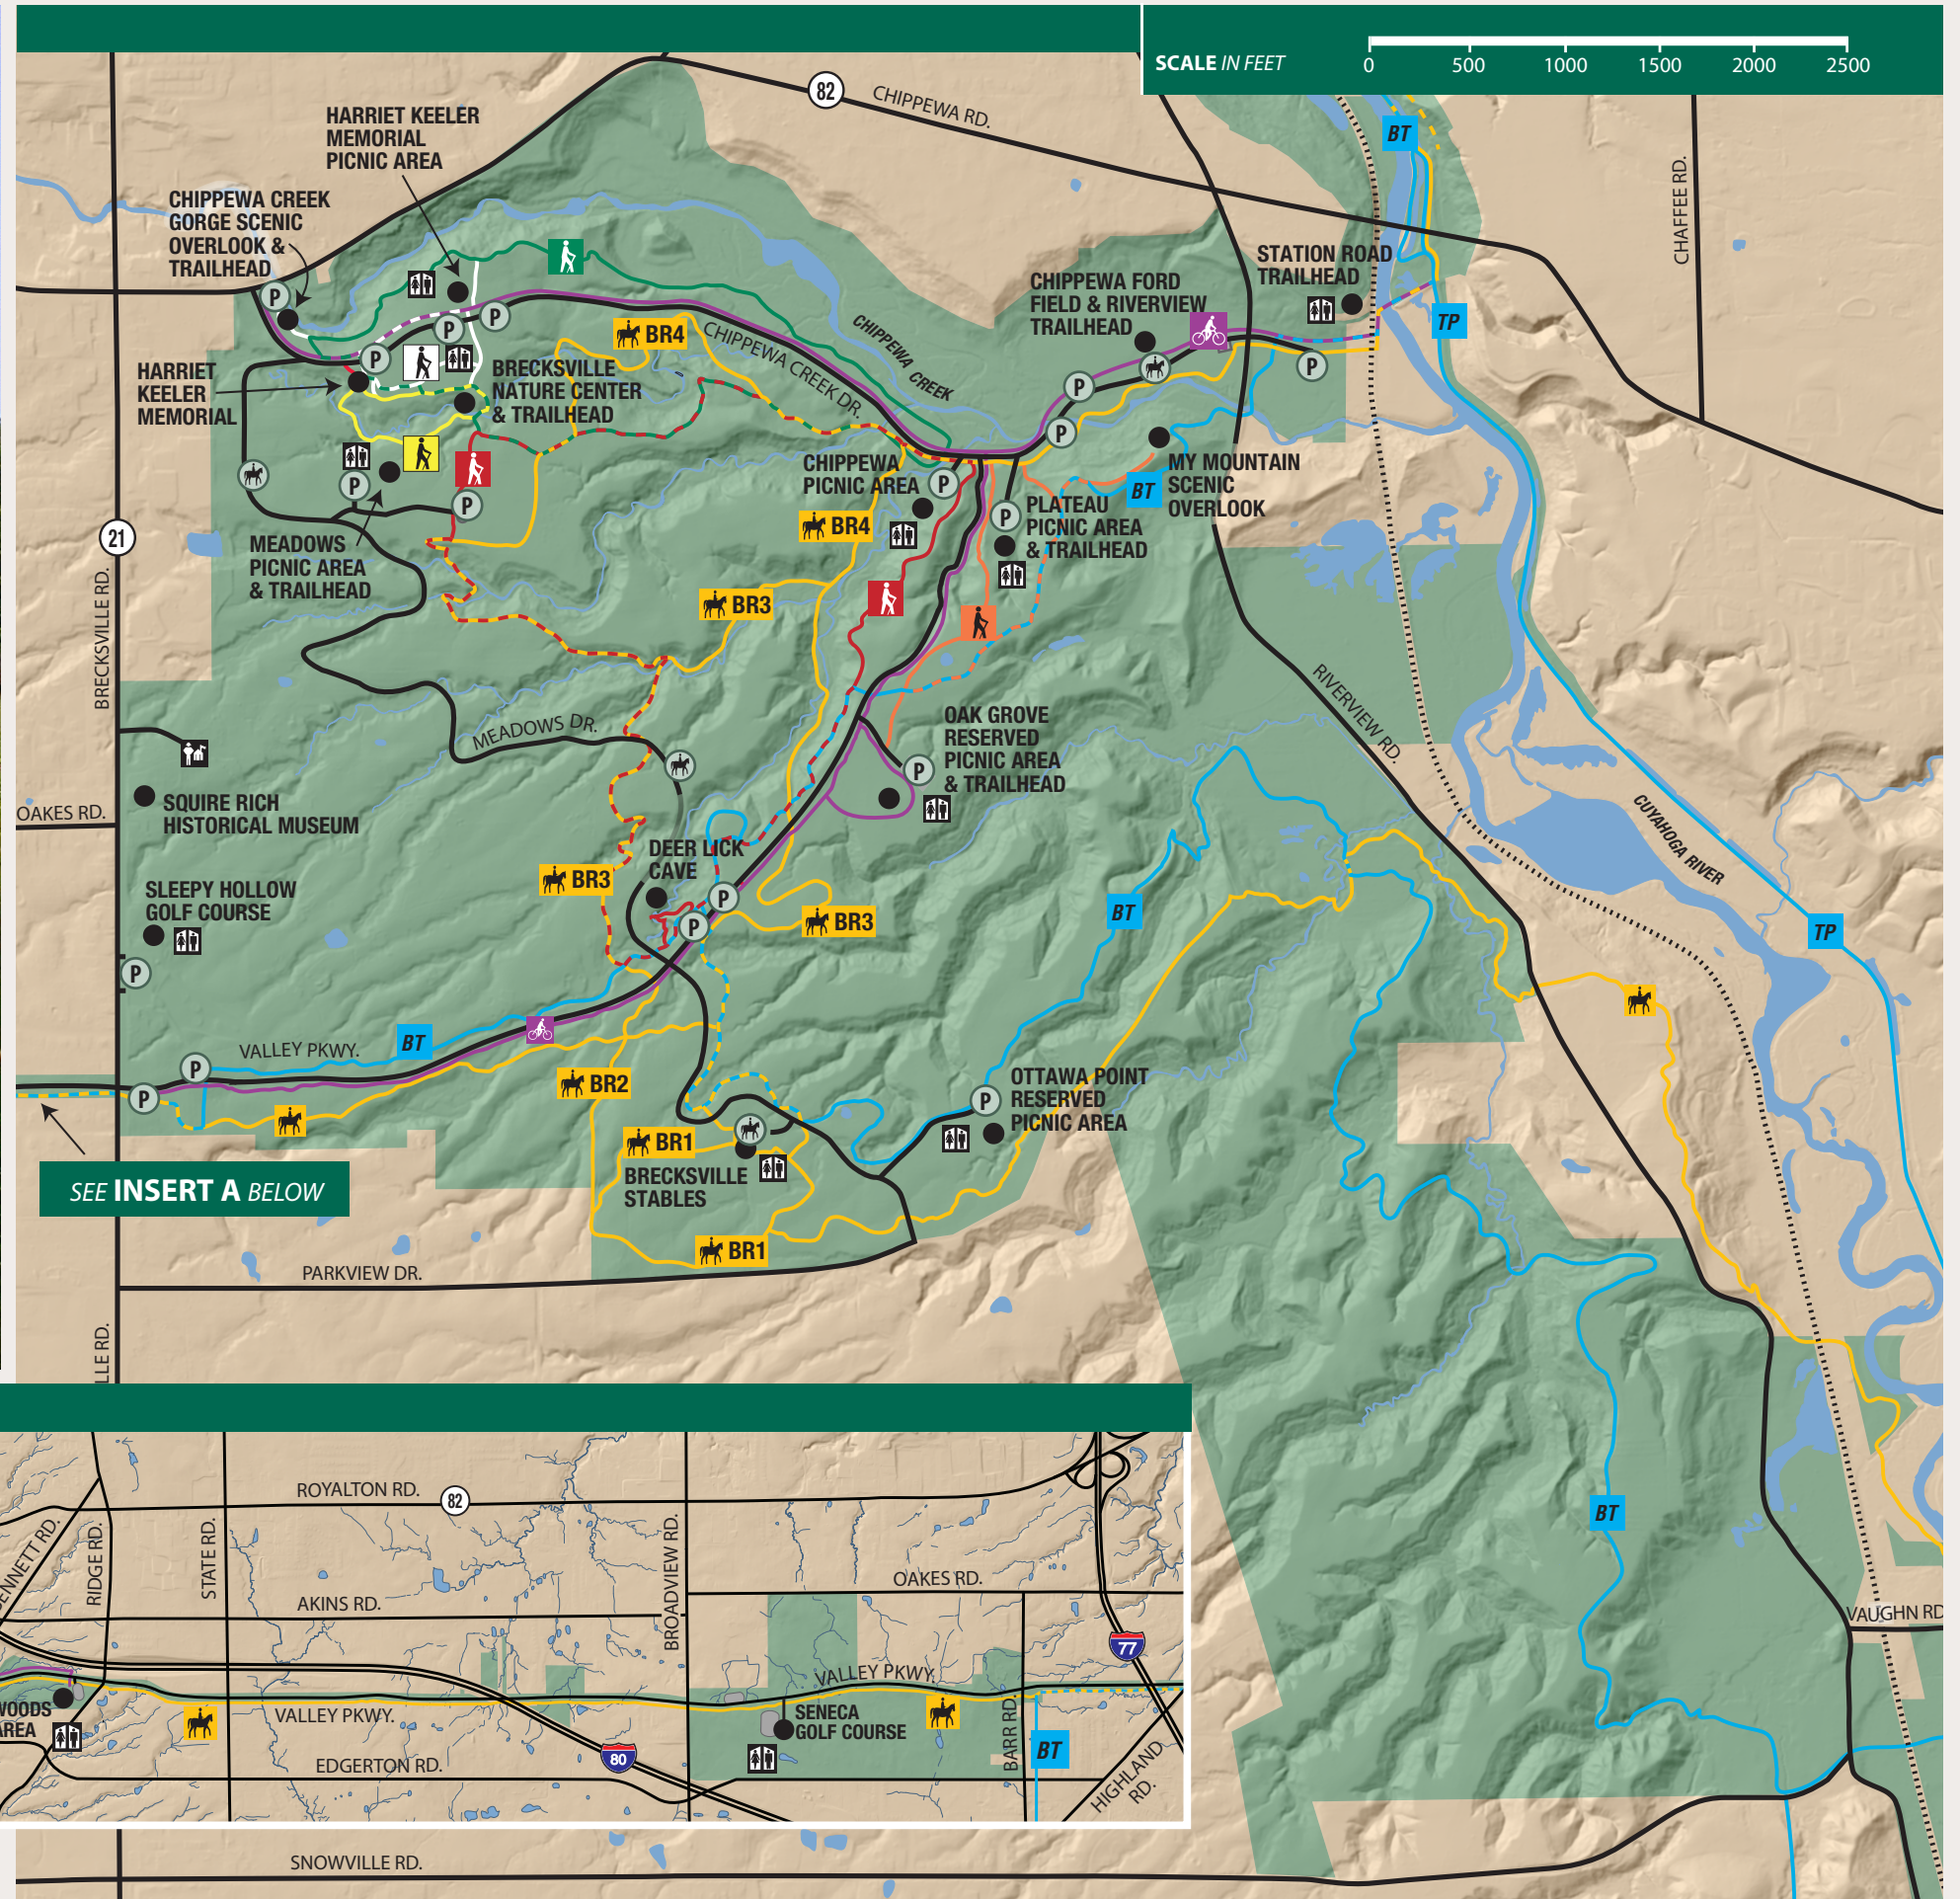 SCALE IN FEET
0 500 1000 1500 2000 2500
82
CHIPPEWA RD.
HARRIET KEELER
MEMORIAL
PICNIC AREA
BT
CHAFFEE RD.
CHIPPEWA CREEK
GORGE SCENIC
OVERLOOK &
TRAILHEAD
P
STATION ROAD
TRAILHEAD
CHIPPEWA FORD
FIELD & RIVERVIEW
TRAILHEAD
TP
P
P
BR4
CHIPPEWA CREEK DR.
CHIPPEWA CREEK
P
P
P
HARRIET
KEELER
MEMORIAL
BRECKSVILLE
NATURE CENTER
& TRAILHEAD
P
CHIPPEWA
PICNIC AREA
P
MY MOUNTAIN
SCENIC
OVERLOOK
BT
P
P
P
PLATEAU
PICNIC AREA
& TRAILHEAD
BR4
21
MEADOWS
PICNIC AREA
& TRAILHEAD
BR3
BRECKSVILLE RD.
RIVERVIEW RD.
MEADOWS DR.
OAK GROVE
RESERVED
PICNIC AREA
& TRAILHEAD
P
OAKES RD.
SQUIRE RICH
HISTORICAL MUSEUM
CUYAHOGA RIVER
DEER LICK
CAVE
BR3
SLEEPY HOLLOW
GOLF COURSE
P
P
BR3
BT
TP
P
VALLEY PKWY.
BT
P
P
BR2
OTTAWA POINT
RESERVED
PICNIC AREA
P
BR1
BRECKSVILLE
STABLES
SEE INSERT A BELOW
BR1
PARKVIEW DR.
LLE RD.
BT
VAUGHN RD
ROYALTON RD.
82
ENNETT RD.
RIDGE RD.
STATE RD.
BROADVIEW RD.
OAKES RD.
AKINS RD.
77
VALLEY PKWY.
WOODS
AREA
VALLEY PKWY.
SENECA
GOLF COURSE
BARR RD.
BT
EDGERTON RD.
80
HIGHLAND
RD.
SNOWVILLE RD.